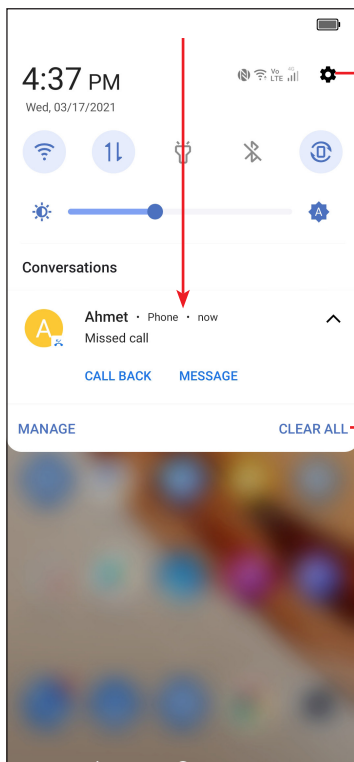 4:37 PM
Vo
LTE
4G
Wed, 03/17/2021
A
Conversations
A
Ahmet · Phone · now
Missed call
CALL BACK MESSAGE
MANAGE CLEAR ALL